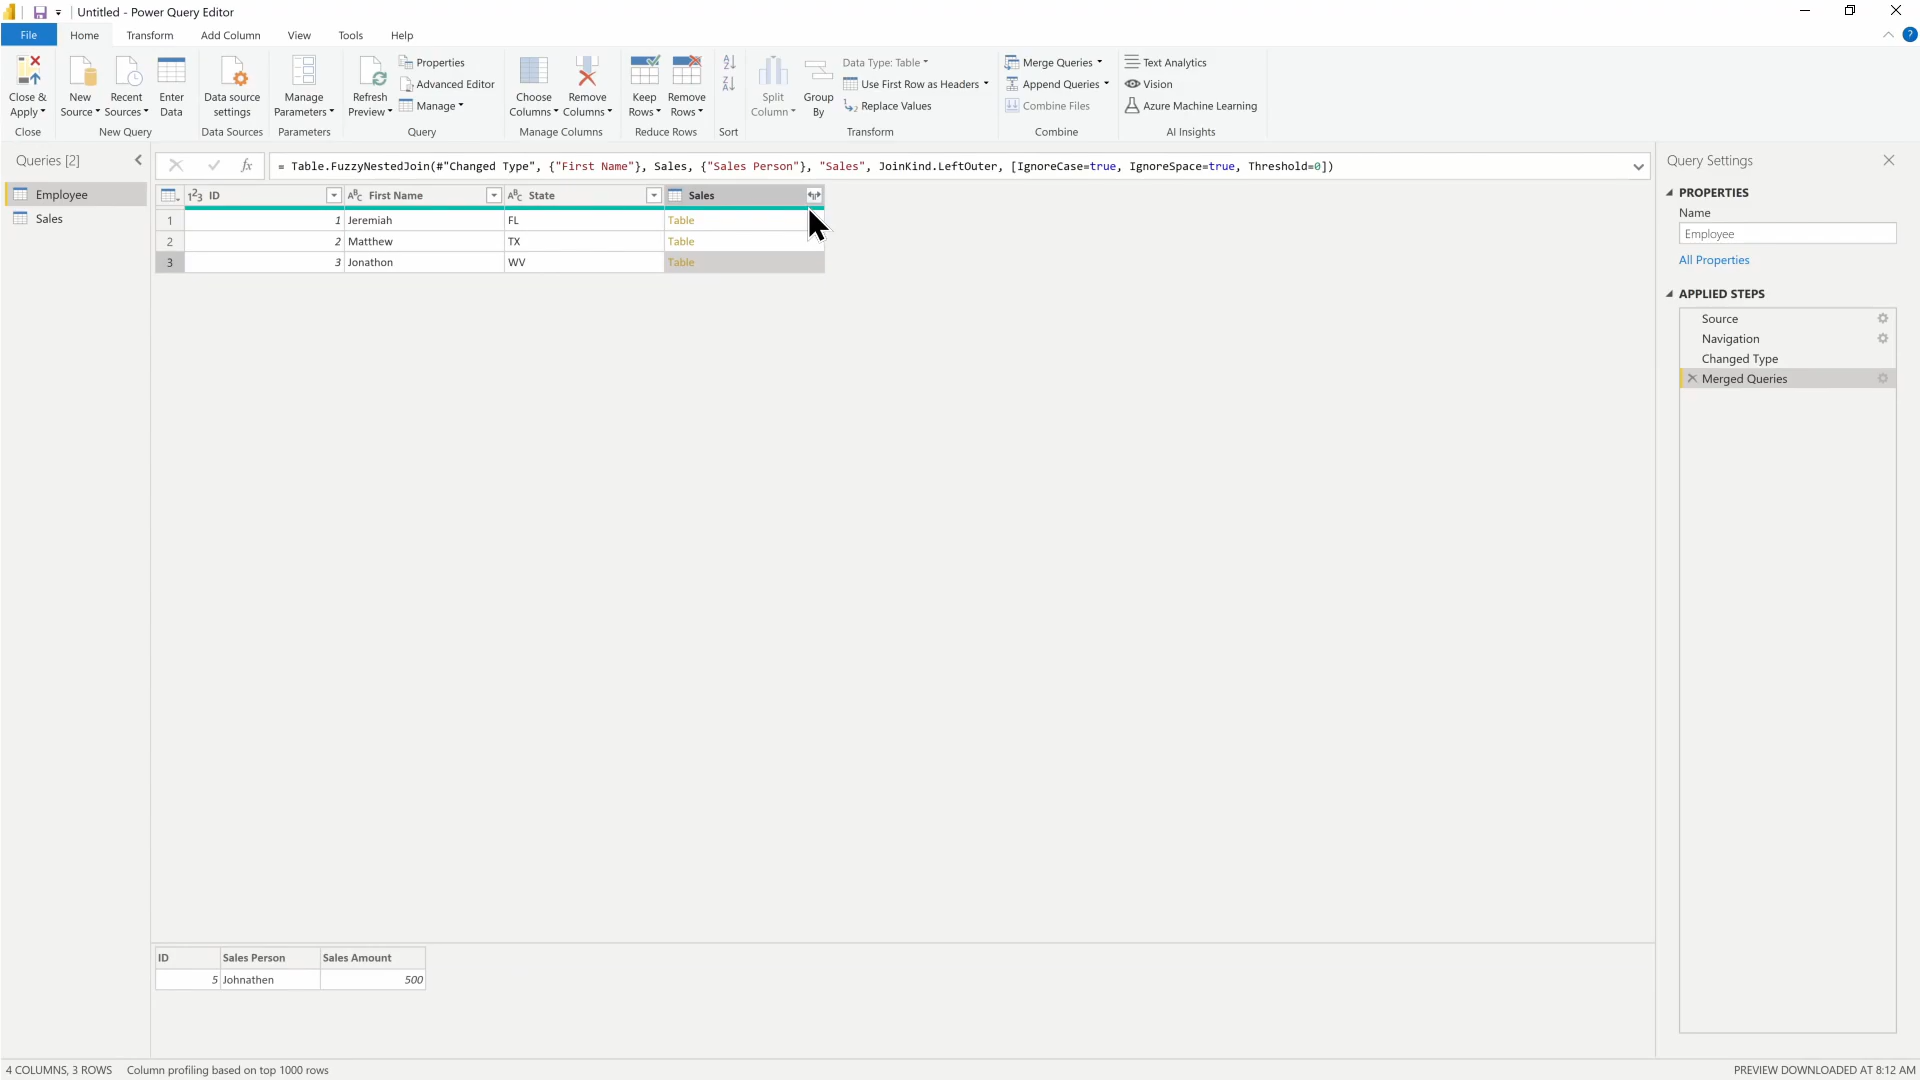 Untitled - Power Query Editor
File Home Transform Add Column View Tools Help
Close & Apply
Close
New Source
Recent Sources
Enter Data
New Query
Data source settings
Data Sources
Manage Parameters
Parameters
Refresh Preview
Properties
Advanced Editor
Manage
Query
Choose Columns
Remove Columns
Manage Columns
Keep Rows
Remove Rows
Reduce Rows
Sort
Split Column
Group By
Data Type: Table
Use First Row as Headers
Replace Values
Transform
Merge Queries
Append Queries
Combine Files
Combine
Text Analytics
Vision
Azure Machine Learning
AI Insights
Queries [2]
Employee
Sales
= Table.FuzzyNestedJoin(#"Changed Type", {"First Name"}, Sales, {"Sales Person"}, "Sales", JoinKind.LeftOuter, [IgnoreCase=true, IgnoreSpace=true, Threshold=0])
ID First Name State Sales
1 1 Jeremiah FL Table
2 2 Matthew TX Table
3 3 Jonathon WV Table
ID Sales Person Sales Amount
5 Johnathen 500
Query Settings
PROPERTIES
Name
Employee
All Properties
APPLIED STEPS
Source
Navigation
Changed Type
Merged Queries
4 COLUMNS, 3 ROWS Column profiling based on top 1000 rows
PREVIEW DOWNLOADED AT 8:12 AM